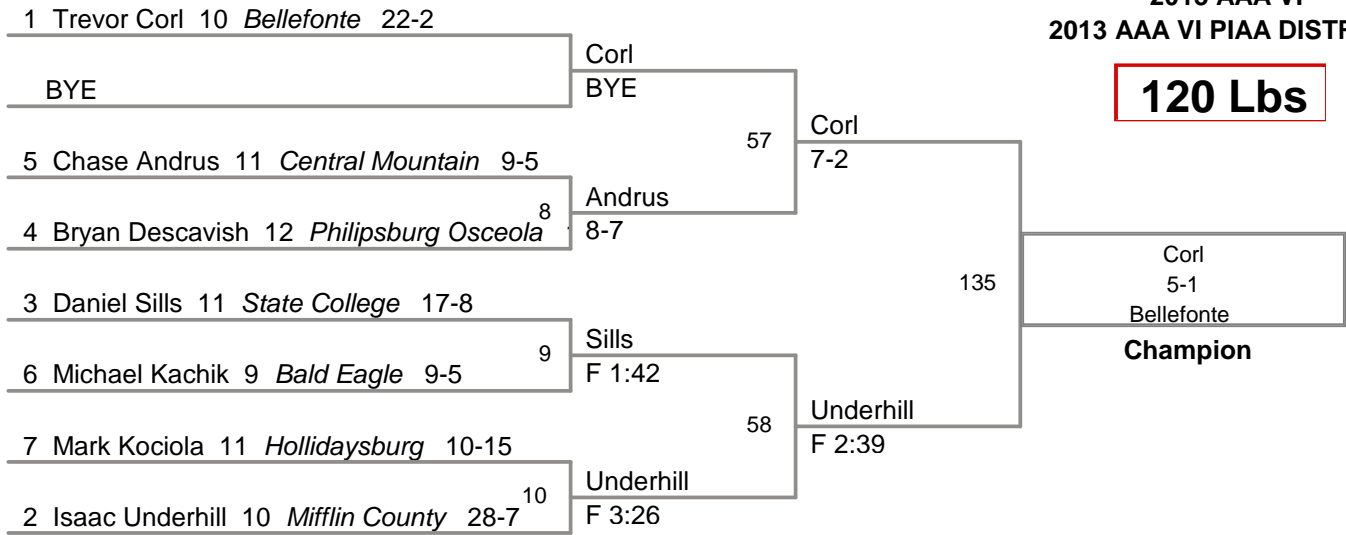 2013 AAA VI PIAA
120 Lbs
1 Trevor Corl 10 Bellefonte 22-2
BYE
5 Chase Andrus 11 Central Mountain 9-5
8
4 Bryan Descavish 12 Philipsburg Osceola
3 Daniel Sills 11 State College 17-8
9
6 Michael Kachik 9 Bald Eagle 9-5
7 Mark Kociola 11 Hollidaysburg 10-15
10
2 Isaac Underhill 10 Mifflin County 28-7
Corl
BYE
57
Andrus
8-7
Sills
F 1:42
58
Underhill
F 3:26
Corl
7-2
135
Underhill
F 2:39
Corl
5-1
Bellefonte
Champion